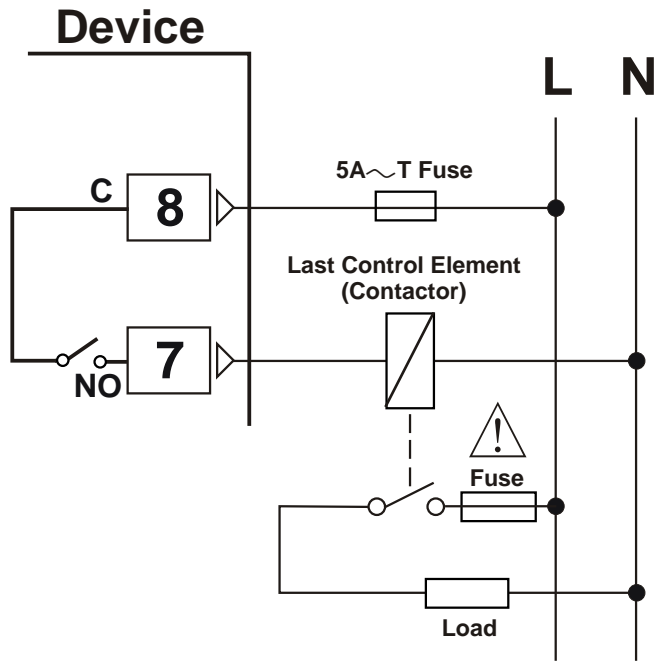 Device
L N
5A~T Fuse
C
8
Last Control Element
(Contactor)
7
NO
!
Fuse
Load